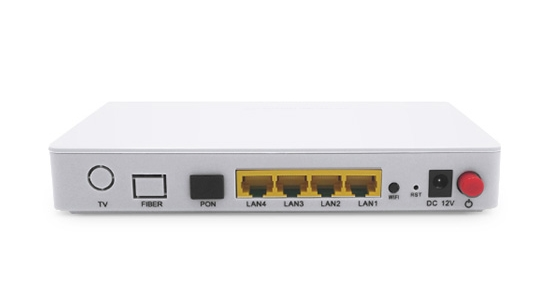 TV
FIBER
PON
LAN4
LAN3
LAN2
LAN1
WIFI
RST
DC 12V